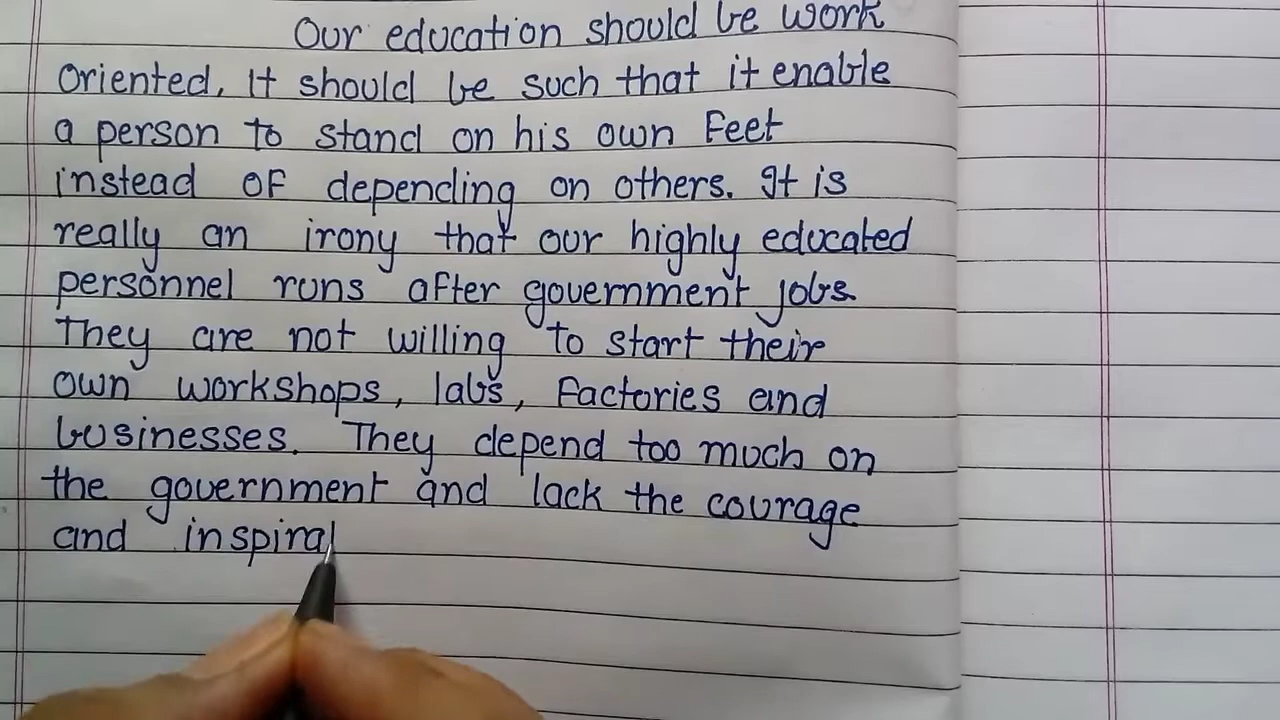 Our education should be work
oriented. It should be such that it enable
a person to stand on his own feet
instead of depending on others. It is
really an irony that our highly educated
personnel runs after government jobs.
They are not willing to start their
own workshops, labs, factories and
businesses. They depend too much on
the government and lack the courage
and inspira